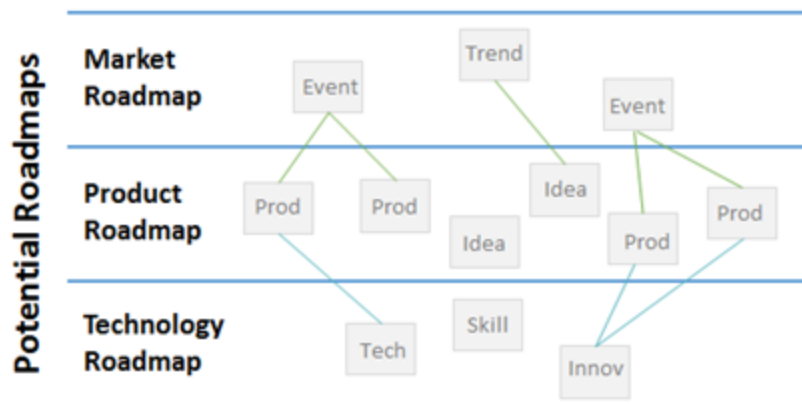 Potential Roadmaps
Market
Roadmap
Event
Trend
Event
Product
Roadmap
Prod
Prod
Idea
Idea
Prod
Prod
Technology
Roadmap
Tech
Skill
Innov